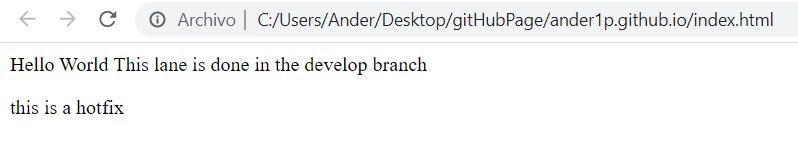 Archivo | C:/Users/Ander/Desktop/gitHubPage/ander1p.github.io/index.html
Hello World This lane is done in the develop branch
this is a hotfix